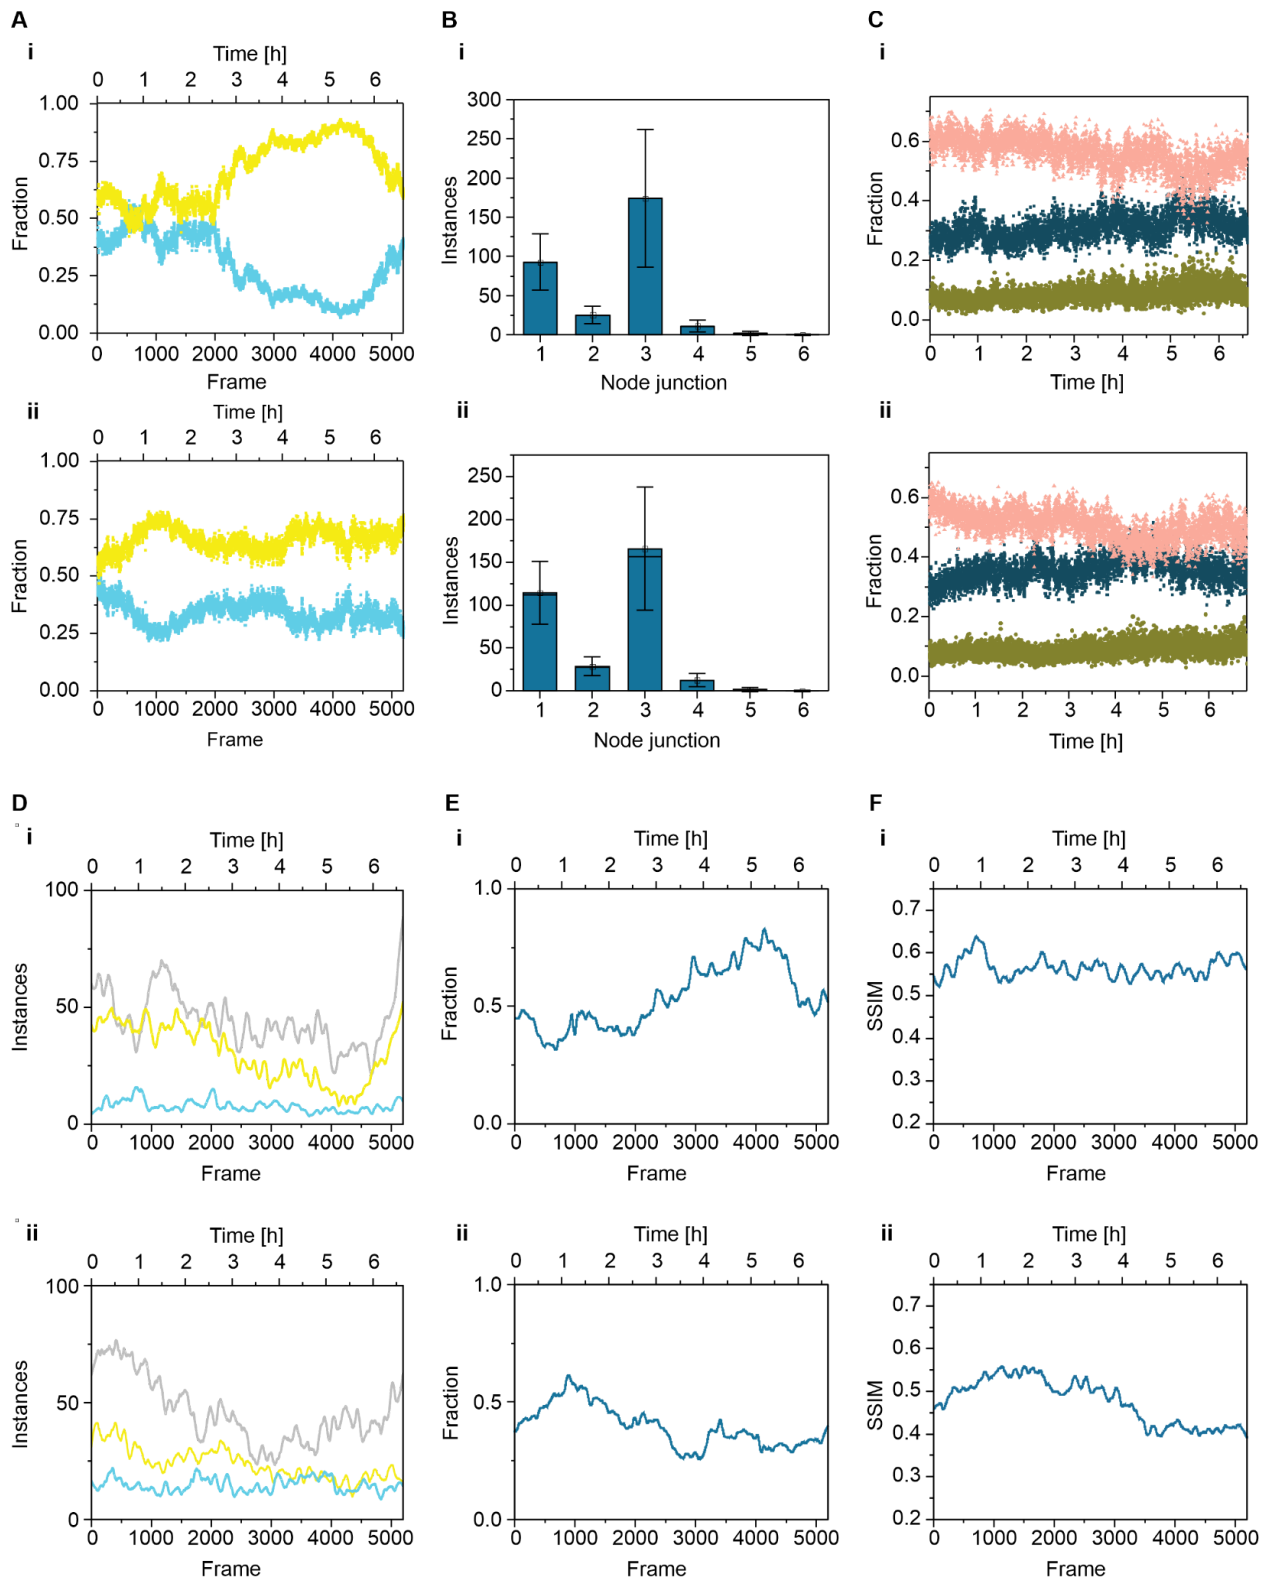 A
B
C
i
i
i
Time [h]
0 1 2 3 4 5 6
1.00
0.75
0.50
0.25
0.00
Fraction
0 1000 2000 3000 4000 5000
Frame
300
250
200
150
100
50
0
Instances
1 2 3 4 5 6
Node junction
0.6
0.4
0.2
0.0
Fraction
0 1 2 3 4 5 6
Time [h]
ii
ii
ii
Time [h]
0 1 2 3 4 5 6
1.00
0.75
0.50
0.25
0.00
Fraction
0 1000 2000 3000 4000 5000
Frame
250
200
150
100
50
0
Instances
1 2 3 4 5 6
Node junction
0.6
0.4
0.2
0.0
Fraction
0 1 2 3 4 5 6
Time [h]
D
E
F
i
i
i
Time [h]
0 1 2 3 4 5 6
100
50
0
Instances
0 1000 2000 3000 4000 5000
Frame
Time [h]
0 1 2 3 4 5 6
1.0
0.5
0.0
Fraction
0 1000 2000 3000 4000 5000
Frame
Time [h]
0 1 2 3 4 5 6
0.7
0.6
0.5
0.4
0.3
0.2
SSIM
0 1000 2000 3000 4000 5000
Frame
ii
ii
ii
Time [h]
0 1 2 3 4 5 6
100
50
0
Instances
0 1000 2000 3000 4000 5000
Frame
Time [h]
0 1 2 3 4 5 6
1.0
0.5
0.0
Fraction
0 1000 2000 3000 4000 5000
Frame
Time [h]
0 1 2 3 4 5 6
0.7
0.6
0.5
0.4
0.3
0.2
SSIM
0 1000 2000 3000 4000 5000
Frame